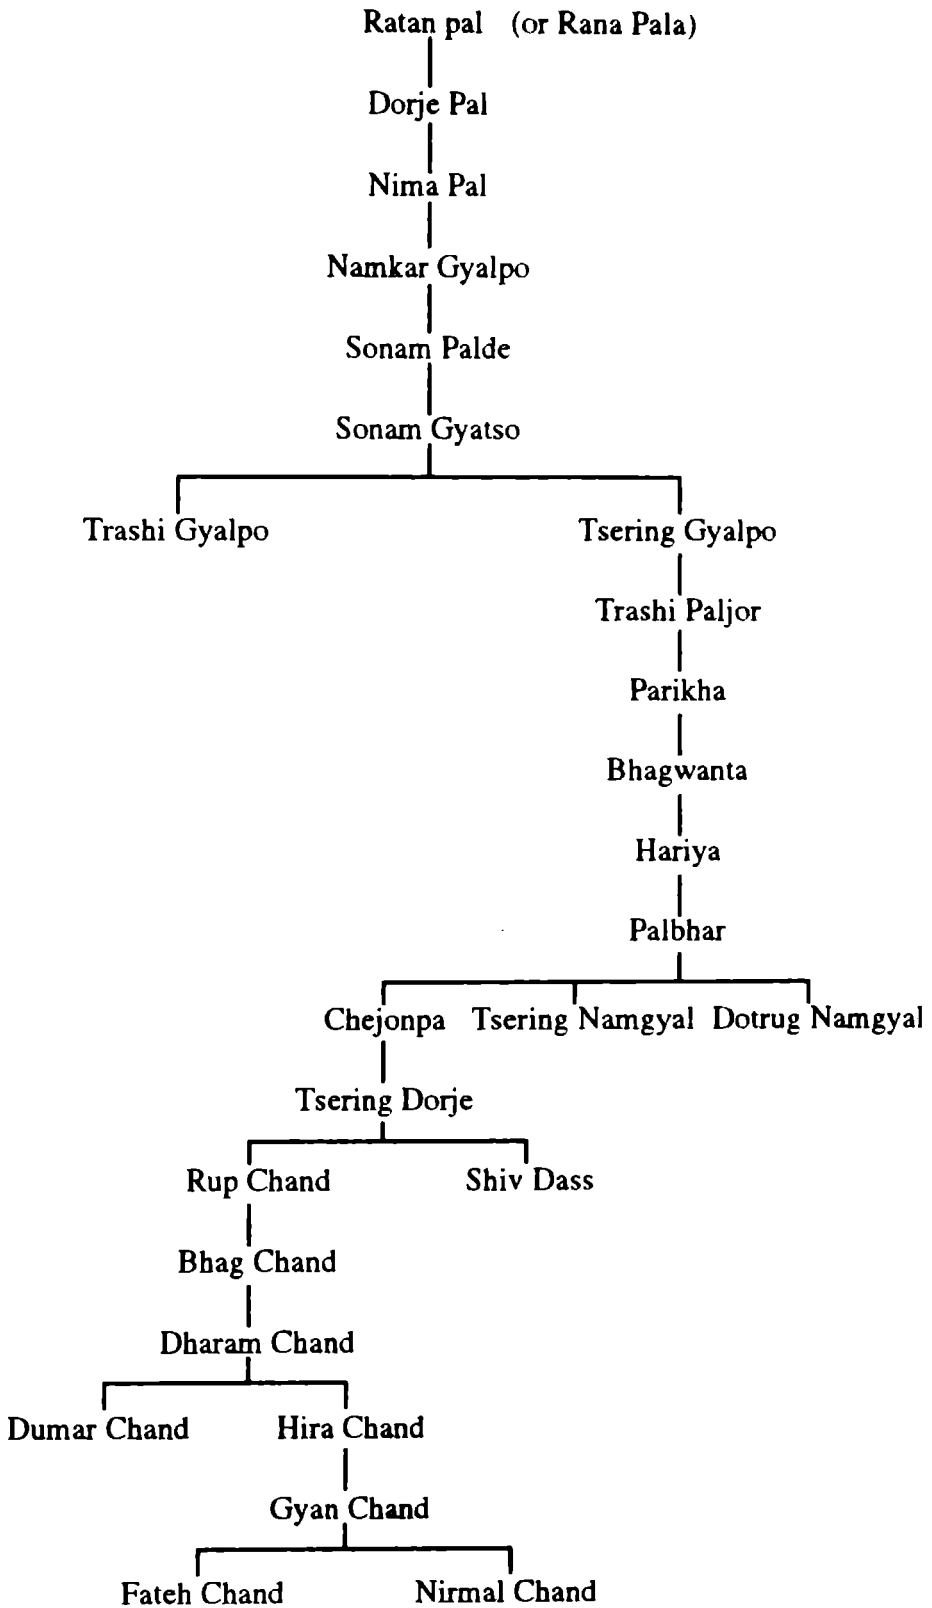 Ratan pal (or Rana Pala)
Dorje Pal
Nima Pal
Namkar Gyalpo
Sonam Palde
Sonam Gyatso
Trashi Gyalpo Tsering Gyalpo
Trashi Paljor
Parikha
Bhagwanta
Hariya
Palbhar
Chejonpa Tsering Namgyal Dotrug Namgyal
Tsering Dorje
Rup Chand Shiv Dass
Bhag Chand
Dharam Chand
Dumar Chand Hira Chand
Gyan Chand
Fateh Chand Nirmal Chand